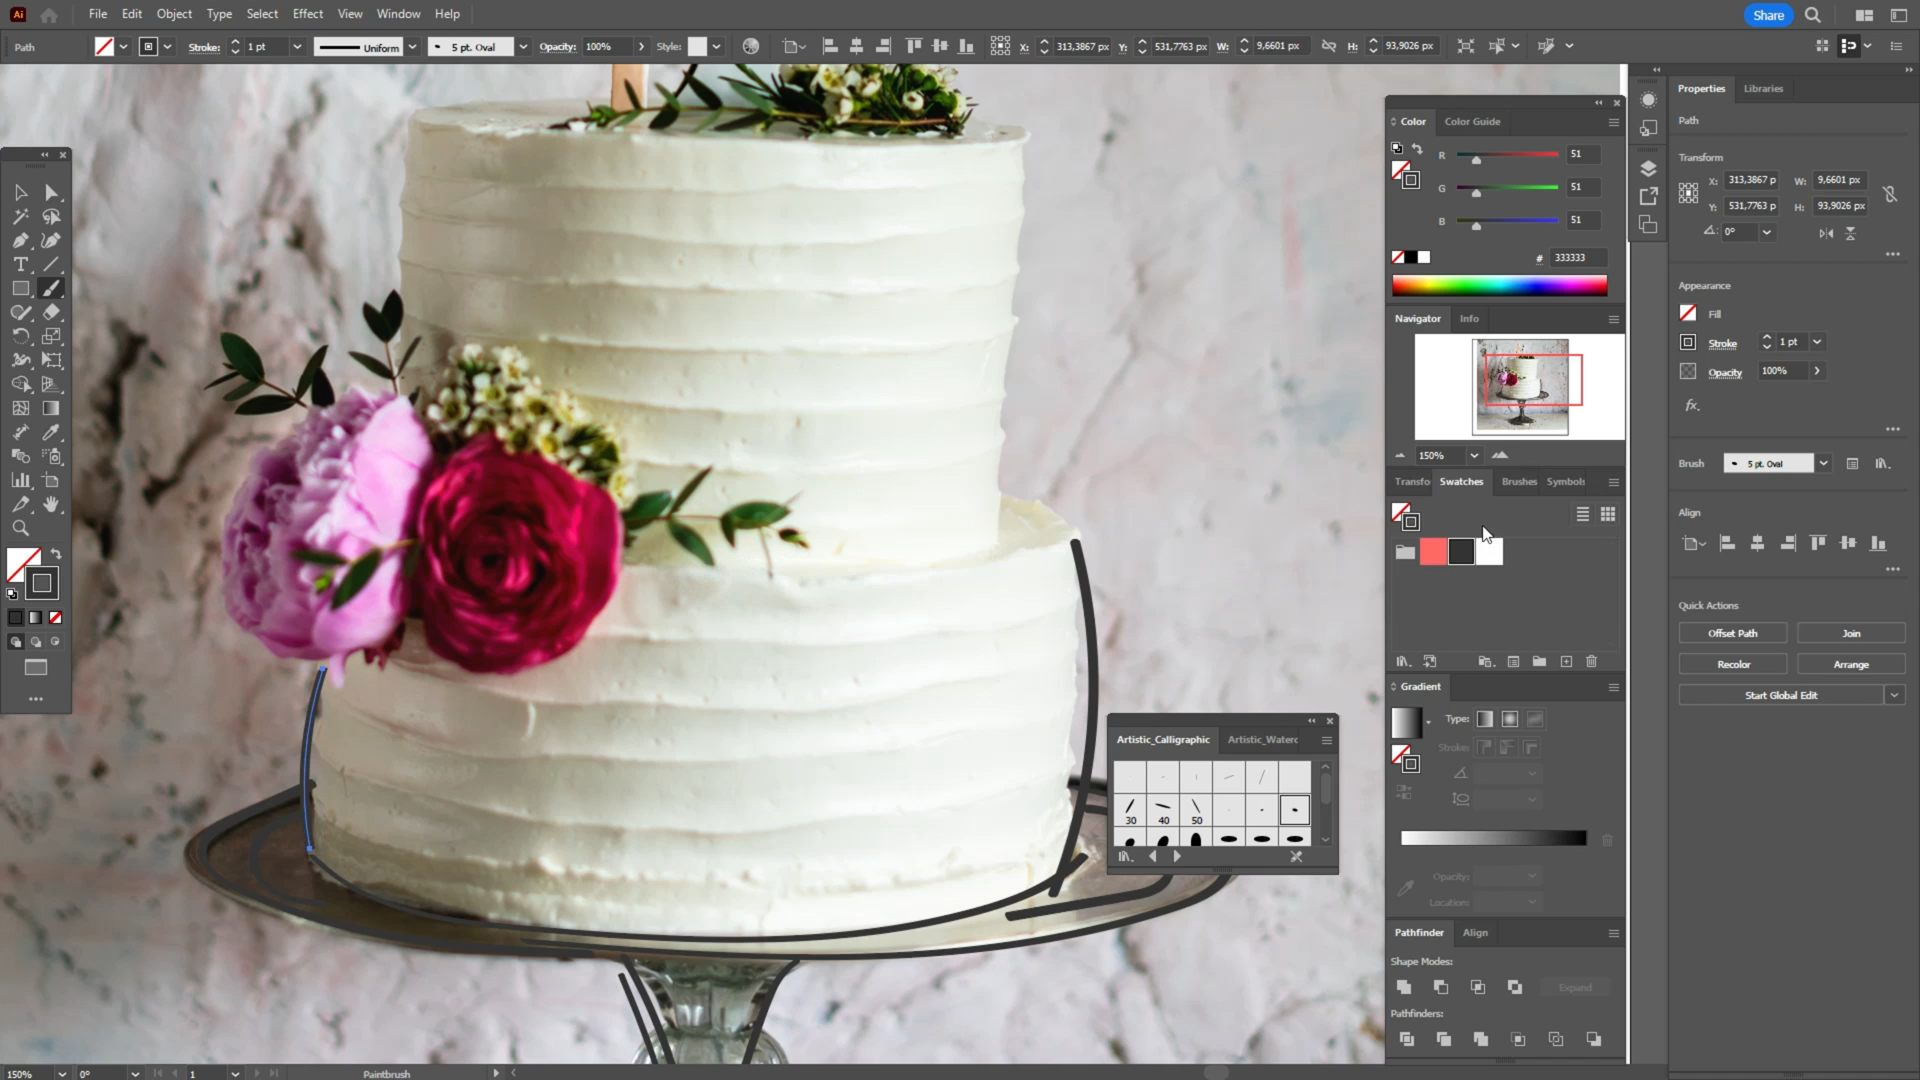 Ai File Edit Object Type Select Effect View Window Help Share
Path Stroke: 1 pt Uniform 5 pt. Oval Opacity: 100% Style: X: 313,3867 px Y: 531,7763 px W: 9,6601 px H: 93,9026 px
Color Color Guide
R 51
G 51
B 51
# 333333
Navigator Info
150%
Transfo Swatches Brushes Symbols
Gradient
Type:
Stroke:
Opacity:
Location:
Pathfinder Align
Shape Modes:
Expand
Pathfinders:
Properties Libraries
Path
Transform
X: 313,3867 p W: 9,6601 px
Y: 531,7763 p H: 93,9026 px
0°
Appearance
Fill
Stroke 1 pt
Opacity 100%
fx.
Brush 5 pt. Oval
Align
Quick Actions
Offset Path Join
Recolor Arrange
Start Global Edit
Artistic_Calligraphic Artistic_Waterc
30 40 50
150% 0° 1 Paintbrush